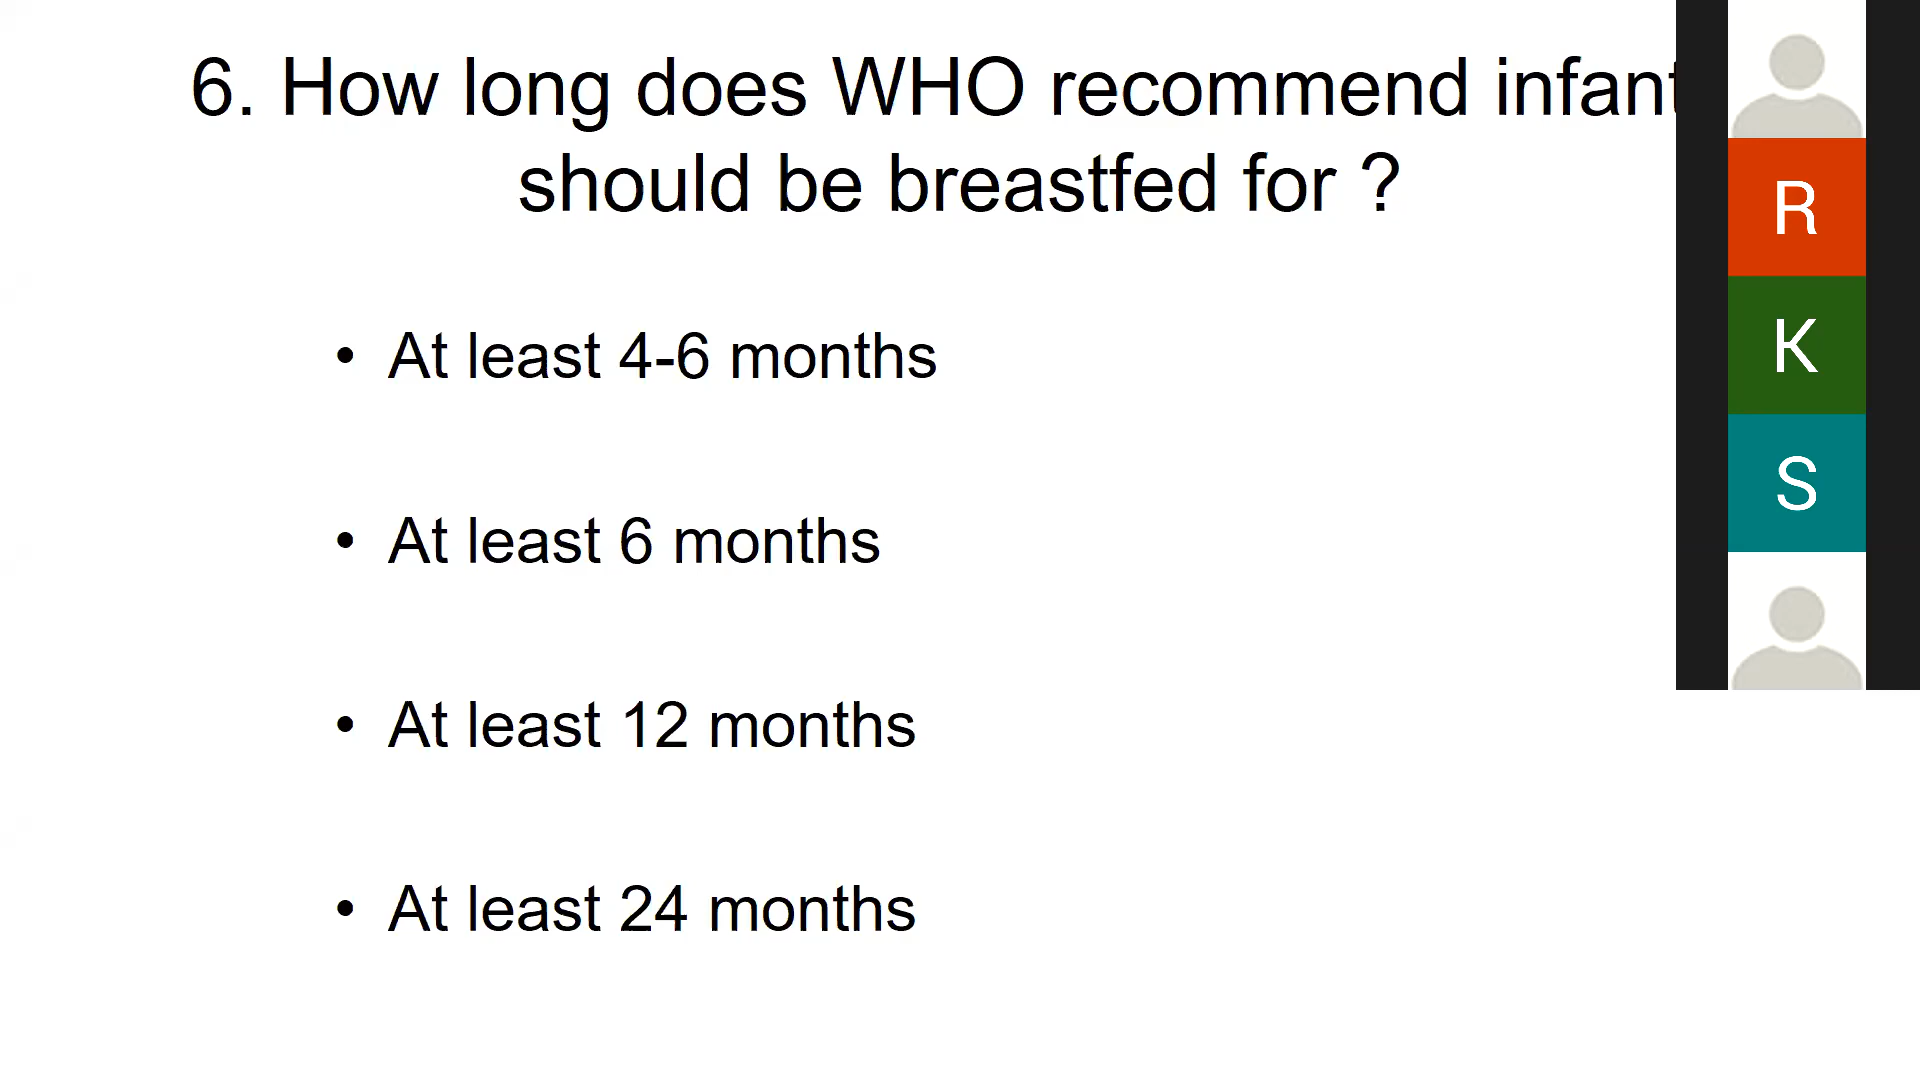 6. How long does WHO recommend infant
should be breastfed for ?
• At least 4-6 months
• At least 6 months
• At least 12 months
• At least 24 months
R
K
S